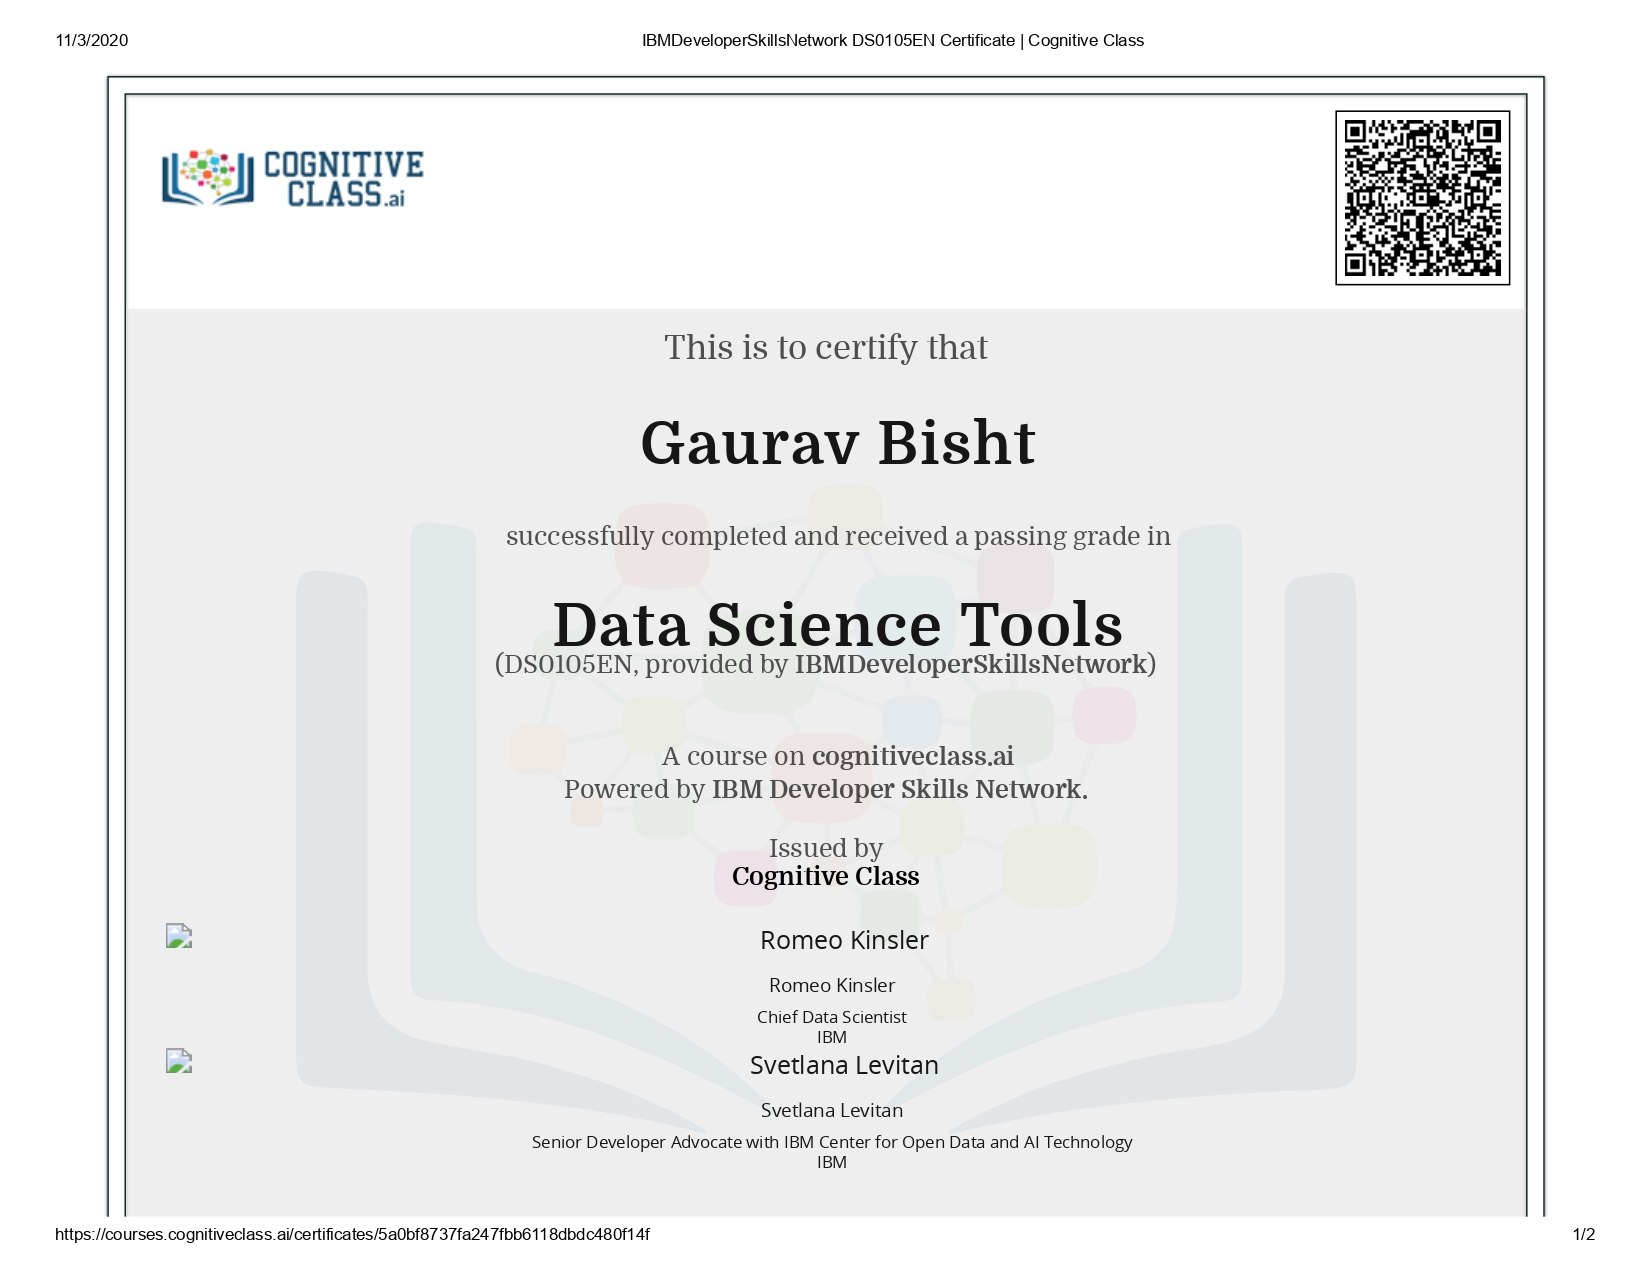 11/3/2020
IBMDeveloperSkillsNetwork DS0105EN Certificate | Cognitive Class
COGNITIVE
CLASS.ai
This is to certify that
Gaurav Bisht
successfully completed and received a passing grade in
Data Science Tools
(DS0105EN, provided by IBMDeveloperSkillsNetwork)
A course on cognitiveclass.ai
Powered by IBM Developer Skills Network.
Issued by
Cognitive Class
Romeo Kinsler
Romeo Kinsler
Chief Data Scientist
IBM
Svetlana Levitan
Svetlana Levitan
Senior Developer Advocate with IBM Center for Open Data and AI Technology
IBM
https://courses.cognitiveclass.ai/certificates/5a0bf8737fa247fbb6118dbdc480f14f
1/2